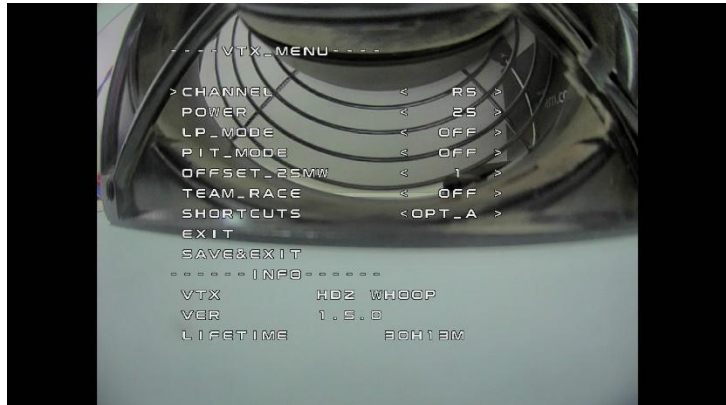 ----VTX_MENU----
>CHANNEL < R5 >
POWER < 25 >
LP_MODE < OFF >
PIT_MODE < OFF >
OFFSET_25MW < 1 >
TEAM_RACE < OFF >
SHORTCUTS <OPT_A >
EXIT
SAVE&EXIT
------INFO------
VTX HDZ WHOOP
VER 1.5.0
LIFETIME 30H13M